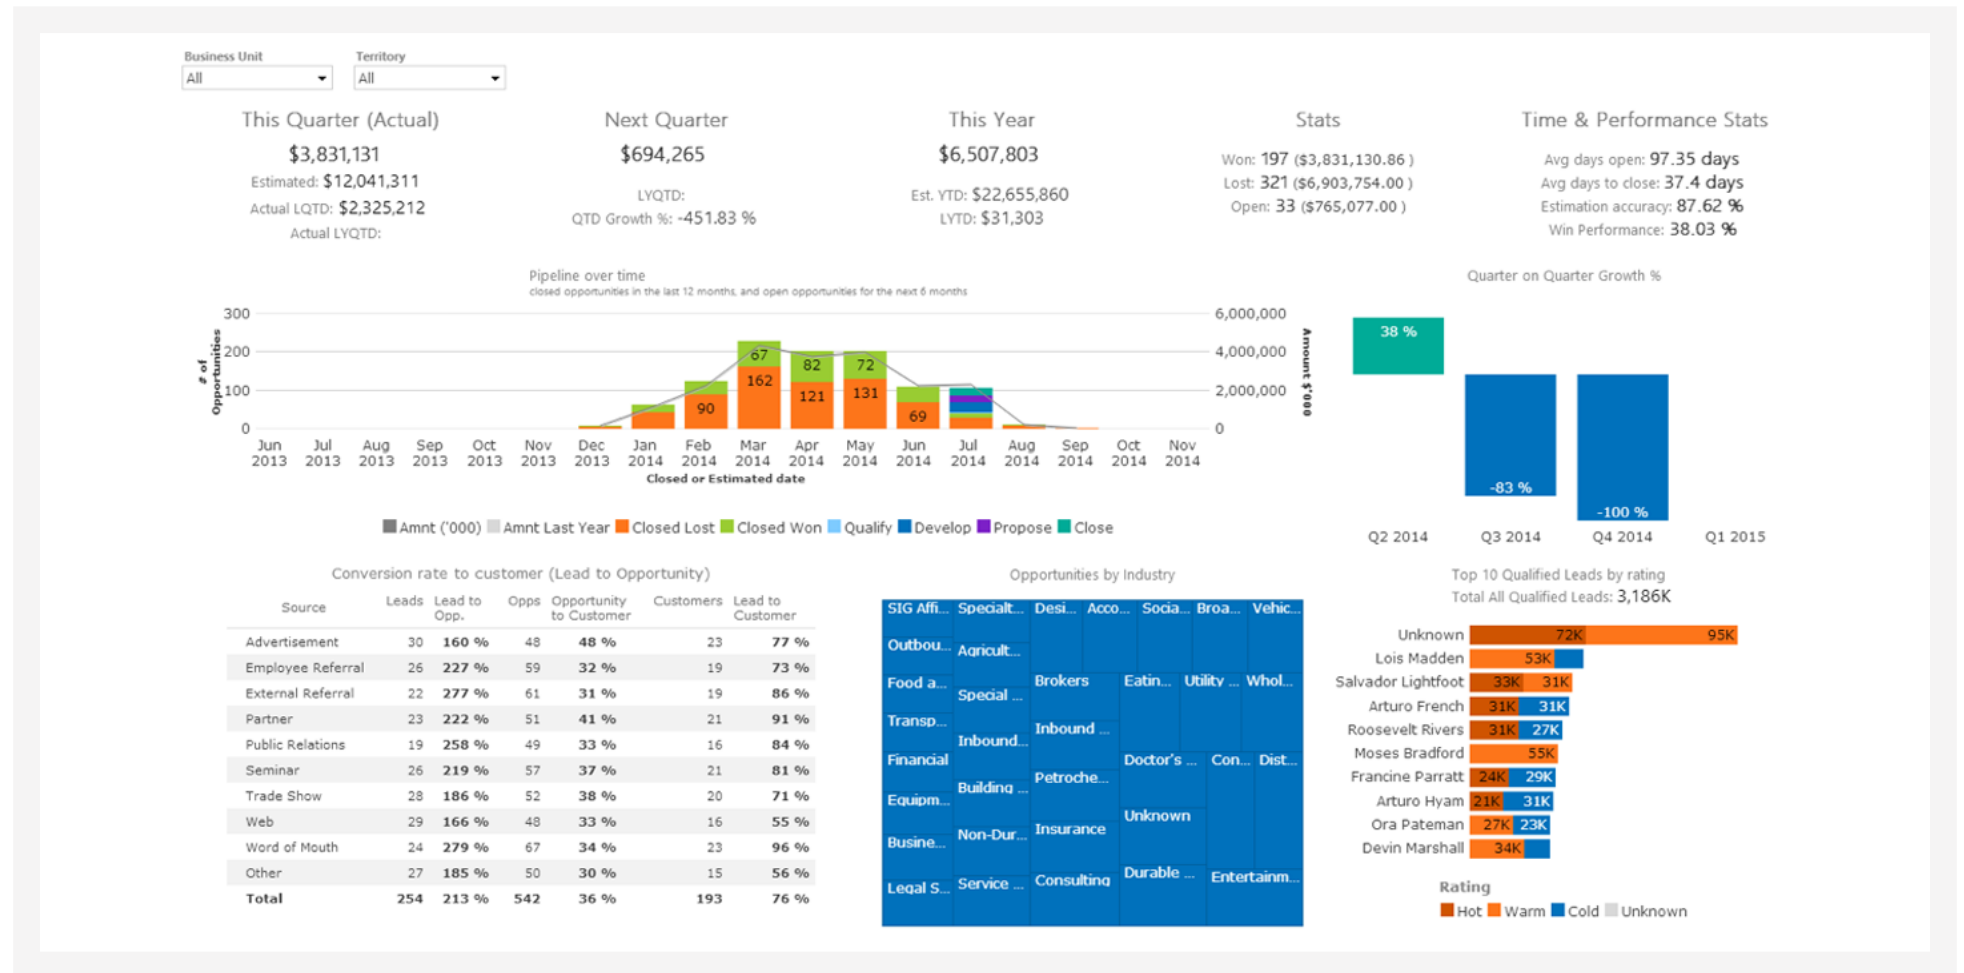 Business Unit
Territory
All
All
This Quarter (Actual)
$3,831,131
Estimated: $12,041,311
Actual LQTD: $2,325,212
Actual LYQTD:
Next Quarter
$694,265
LYQTD:
QTD Growth %: -451.83 %
This Year
$6,507,803
Est. YTD: $22,655,860
LYTD: $31,303
Stats
Won: 197 ($3,831,130.86 )
Lost: 321 ($6,903,754.00 )
Open: 33 ($765,077.00 )
Time & Performance Stats
Avg days open: 97.35 days
Avg days to close: 37.4 days
Estimation accuracy: 87.62 %
Win Performance: 38.03 %
Pipeline over time
closed opportunities in the last 12 months, and open opportunities for the next 6 months
# of
Opportunities
300
200
100
0
67
162
82
121
72
131
90
69
6,000,000
4,000,000
2,000,000
0
Amount $'000
Jun Jul Aug Sep Oct Nov Dec Jan Feb Mar Apr May Jun Jul Aug Sep Oct Nov
2013 2013 2013 2013 2013 2013 2013 2014 2014 2014 2014 2014 2014 2014 2014 2014 2014 2014
Closed or Estimated date
Amnt ('000) Amnt Last Year Closed Lost Closed Won Qualify Develop Propose Close
Quarter on Quarter Growth %
38 %
-83 %
-100 %
Q2 2014 Q3 2014 Q4 2014 Q1 2015
Conversion rate to customer (Lead to Opportunity)
Source Leads Lead to Opp. Opps Opportunity to Customer Customers Lead to Customer
Advertisement 30 160 % 48 48 % 23 77 %
Employee Referral 26 227 % 59 32 % 19 73 %
External Referral 22 277 % 61 31 % 19 86 %
Partner 23 222 % 51 41 % 21 91 %
Public Relations 19 258 % 49 33 % 16 84 %
Seminar 26 219 % 57 37 % 21 81 %
Trade Show 28 186 % 52 38 % 20 71 %
Web 29 166 % 48 33 % 16 55 %
Word of Mouth 24 279 % 67 34 % 23 96 %
Other 27 185 % 50 30 % 15 56 %
Total 254 213 % 542 36 % 193 76 %
Opportunities by Industry
SIG Affi...
Outbou...
Food a...
Transp...
Financial
Equipm...
Busine...
Legal S...
Specialt...
Agricult...
Special ...
Inbound...
Building ...
Non-Dur...
Service ...
Desi... Acco... Socia... Broa... Vehic...
Brokers
Inbound ...
Petroche...
Insurance
Consulting
Eatin... Utility ... Whol...
Doctor's ...
Unknown
Durable ...
Con... Dist...
Entertainm...
Top 10 Qualified Leads by rating
Total All Qualified Leads: 3,186K
Unknown 72K 95K
Lois Madden 53K
Salvador Lightfoot 33K 31K
Arturo French 31K 31K
Roosevelt Rivers 31K 27K
Moses Bradford 55K
Francine Parratt 24K 29K
Arturo Hyam 21K 31K
Ora Pateman 27K 23K
Devin Marshall 34K
Rating
Hot Warm Cold Unknown